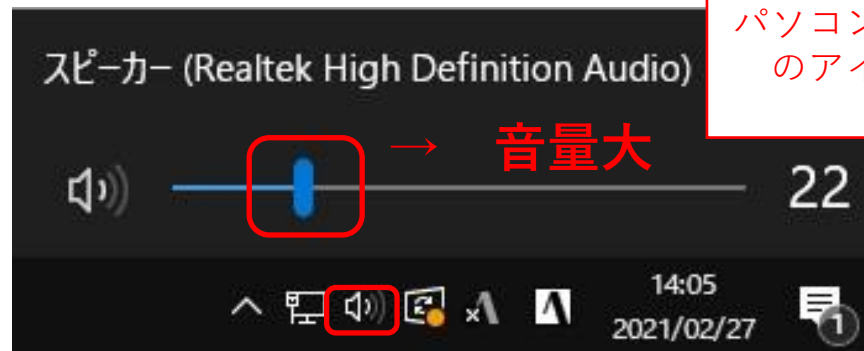 パソコン
のアイ
スピーカー (Realtek High Definition Audio)
→ 音量大
22
14:05
2021/02/27
1